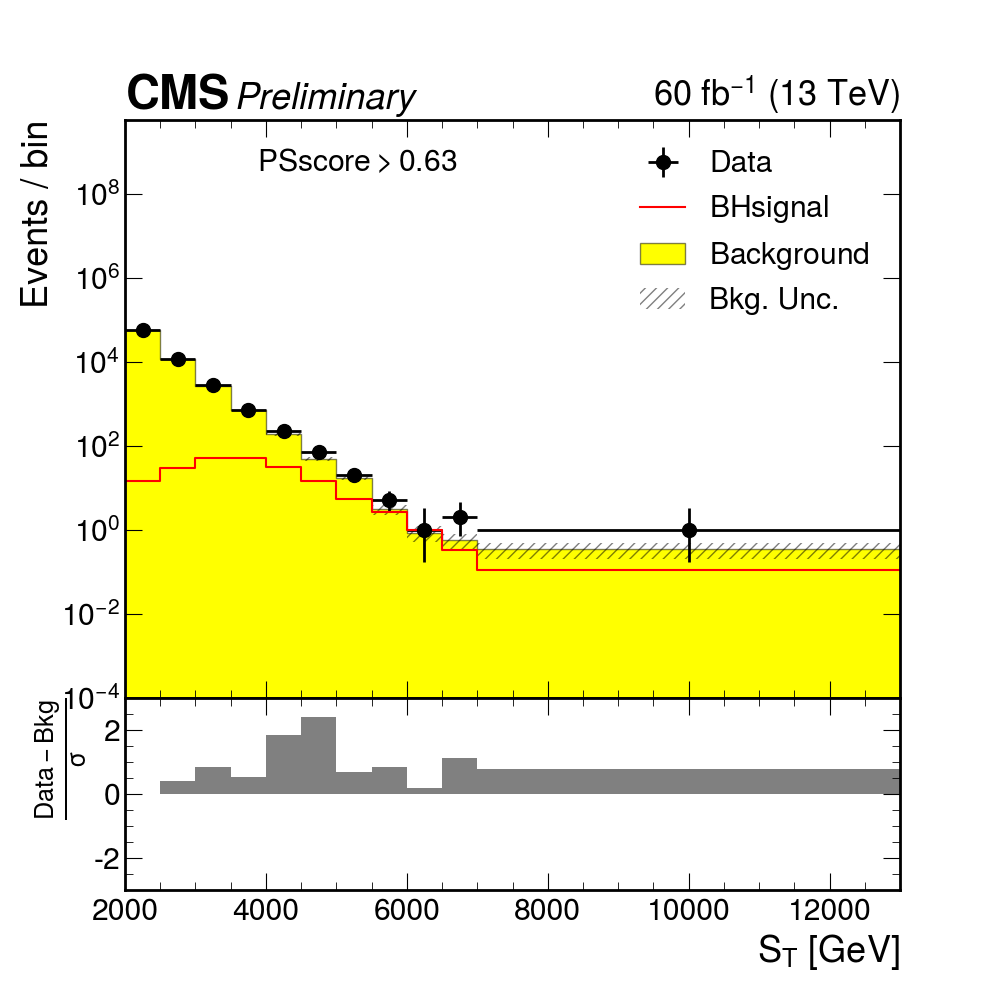 CMS Preliminary 60 fb⁻¹ (13 TeV)
Events / bin
PSscore > 0.63
Data
BHsignal
Background
Bkg. Unc.
10⁸
10⁶
10⁴
10²
10⁰
10⁻²
10⁻⁴
Data – Bkg
σ
2
0
-2
2000 4000 6000 8000 10000 12000
S_T [GeV]